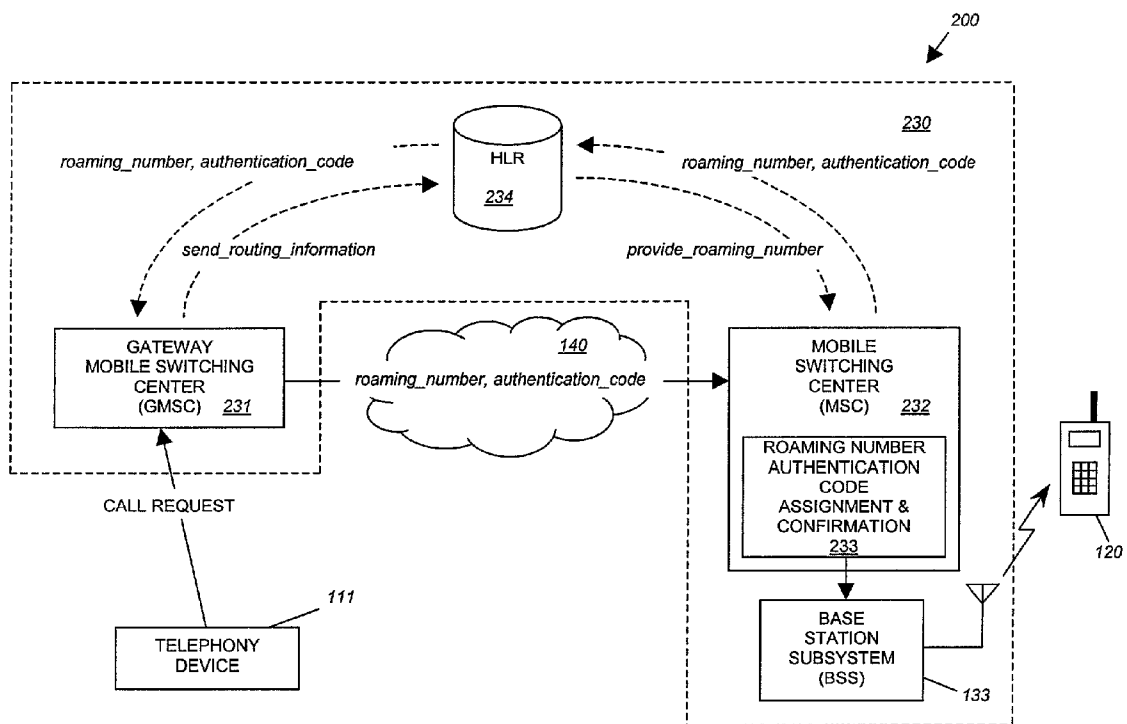 200
230
HLR
234
roaming_number, authentication_code
roaming_number, authentication_code
send_routing_information
provide_roaming_number
GATEWAY
MOBILE SWITCHING
CENTER
(GMSC) 231
140
roaming_number, authentication_code
MOBILE
SWITCHING
CENTER
(MSC) 232
ROAMING NUMBER
AUTHENTICATION
CODE
ASSIGNMENT &
CONFIRMATION
233
CALL REQUEST
120
111
TELEPHONY
DEVICE
BASE
STATION
SUBSYSTEM
(BSS)
133